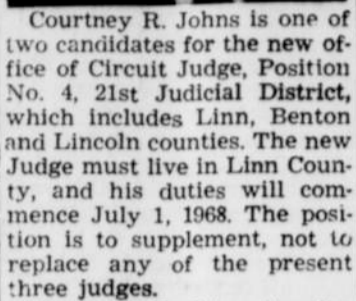 Courtney R. Johns is one of
two candidates for the new of-
fice of Circuit Judge, Position
No. 4, 21st Judicial District,
which includes Linn, Benton
and Lincoln counties. The new
Judge must live in Linn Coun-
ty, and his duties will com-
mence July 1, 1968. The posi-
tion is to supplement, not to
replace any of the present
three judges.